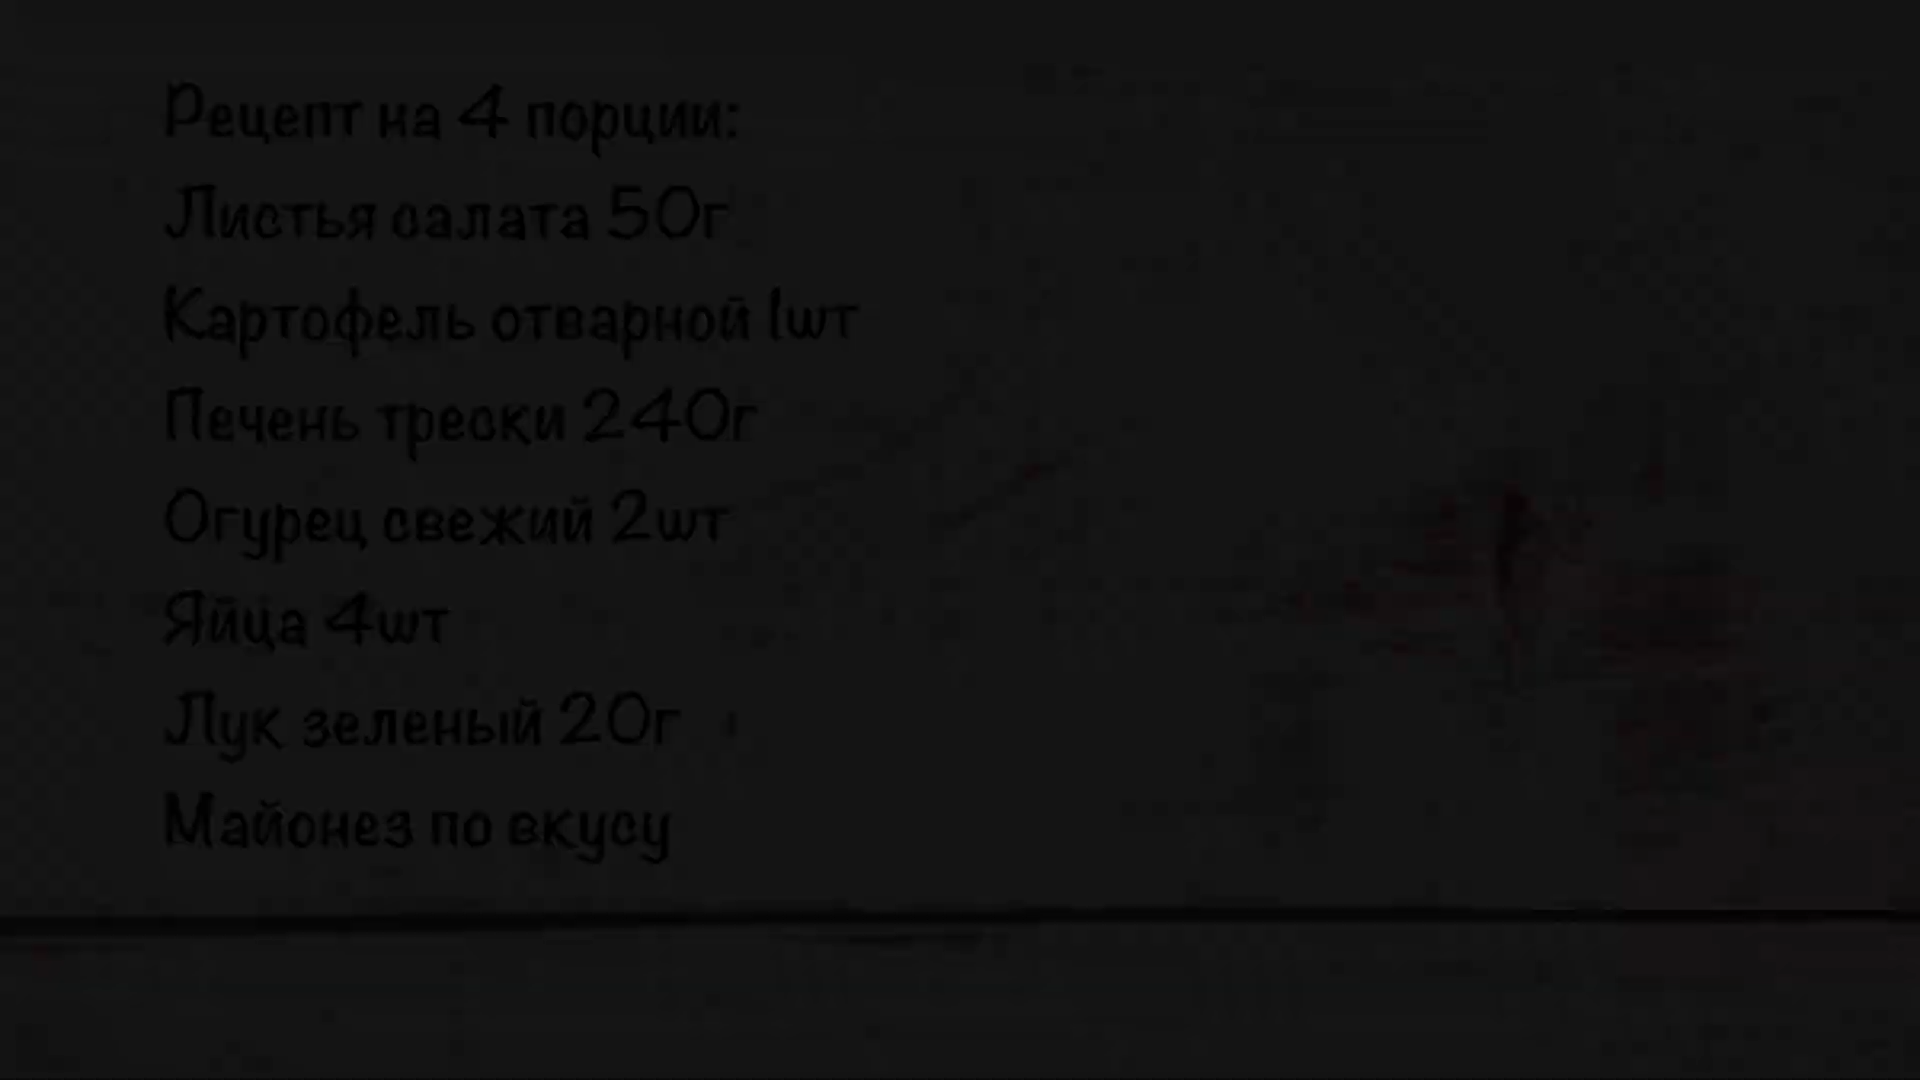 Рецепт на 4 порции:
Листья салата 50г
Картофель отварной 1шт
Печень трески 240г
Огурец свежий 2шт
Яйца 4шт
Лук зеленый 20г
Майонез по вкусу